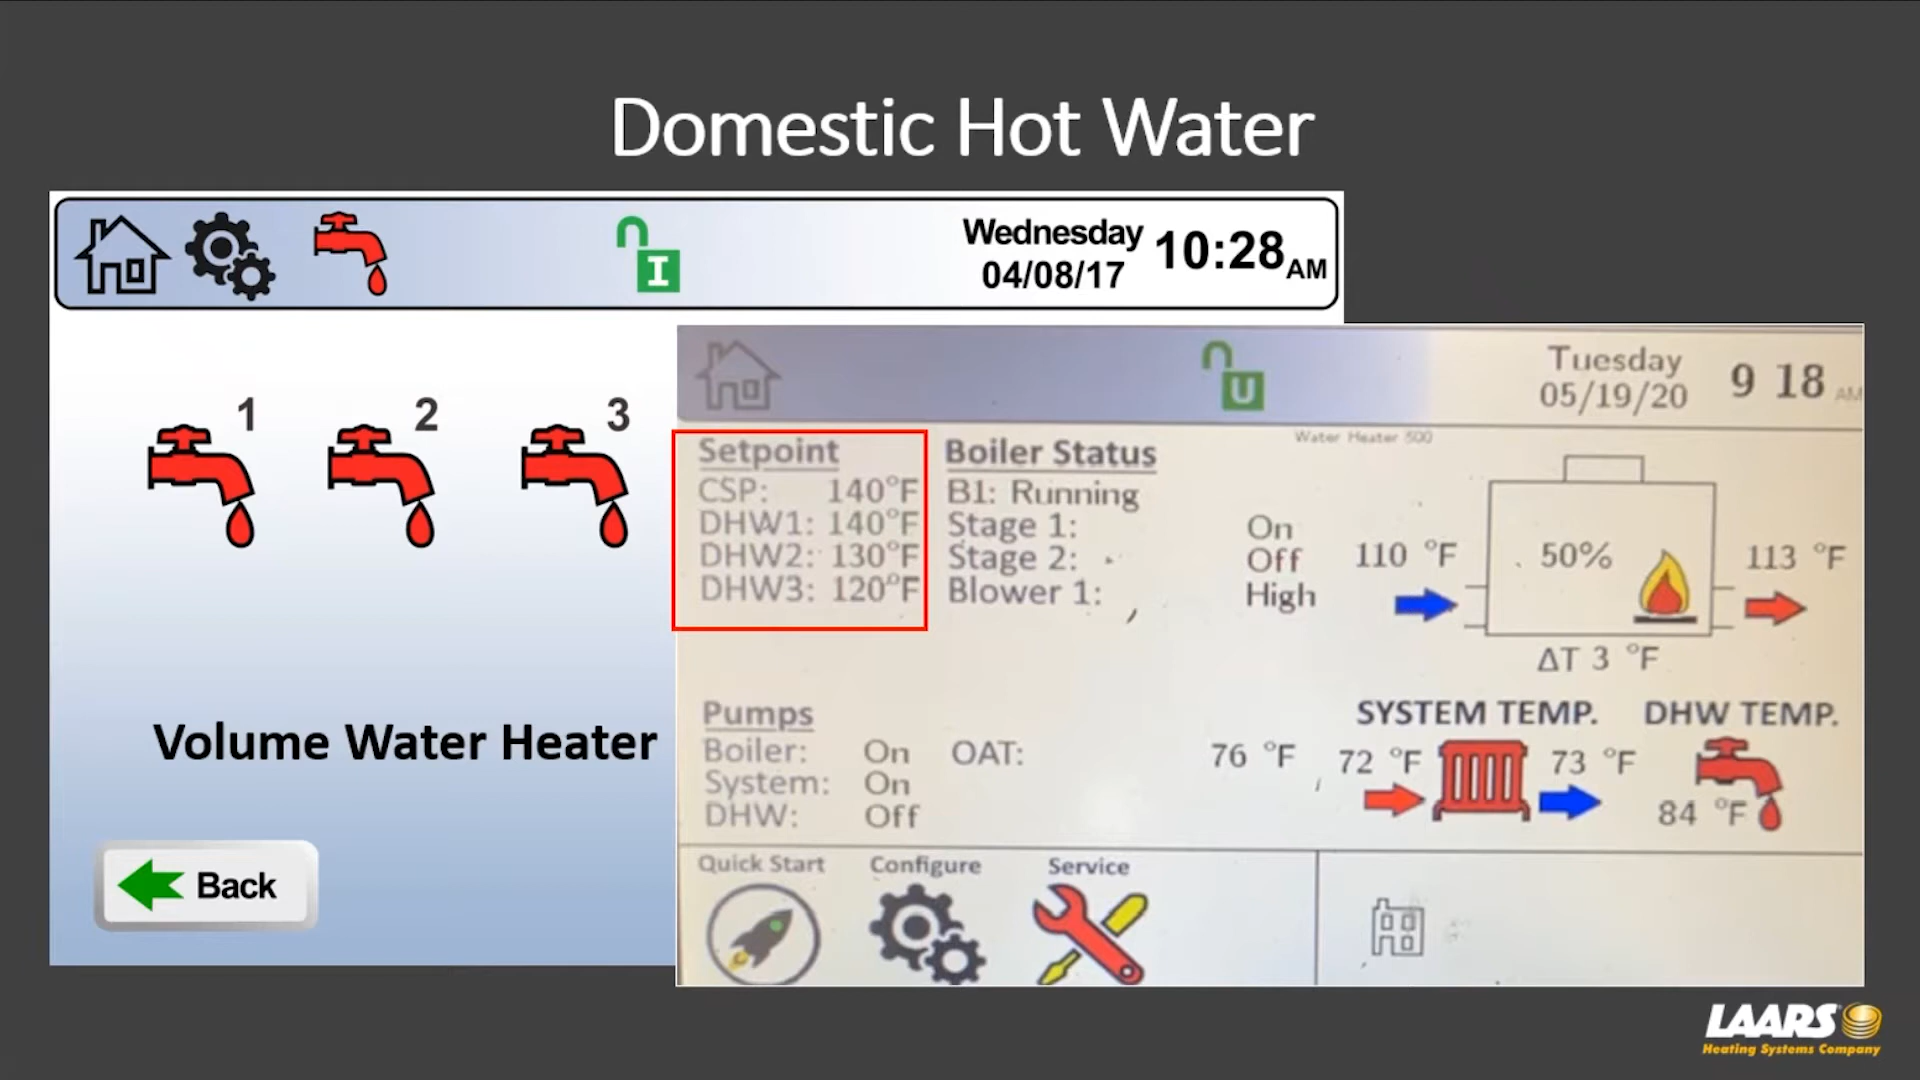 Domestic Hot Water
Wednesday
04/08/17
10:28 AM
I
1 2 3
Volume Water Heater
Back
U
Tuesday
05/19/20
9 18 AM
Water Heater 500
Setpoint
CSP: 140°F
DHW1: 140°F
DHW2: 130°F
DHW3: 120°F
Boiler Status
B1: Running
Stage 1: On
Stage 2: Off
Blower 1: High
110 °F
50%
113 °F
ΔT 3 °F
Pumps
Boiler: On
System: On
DHW: Off
OAT: 76 °F
SYSTEM TEMP.
72 °F 73 °F
DHW TEMP.
84 °F
Quick Start Configure Service
LAARS
Heating Systems Company